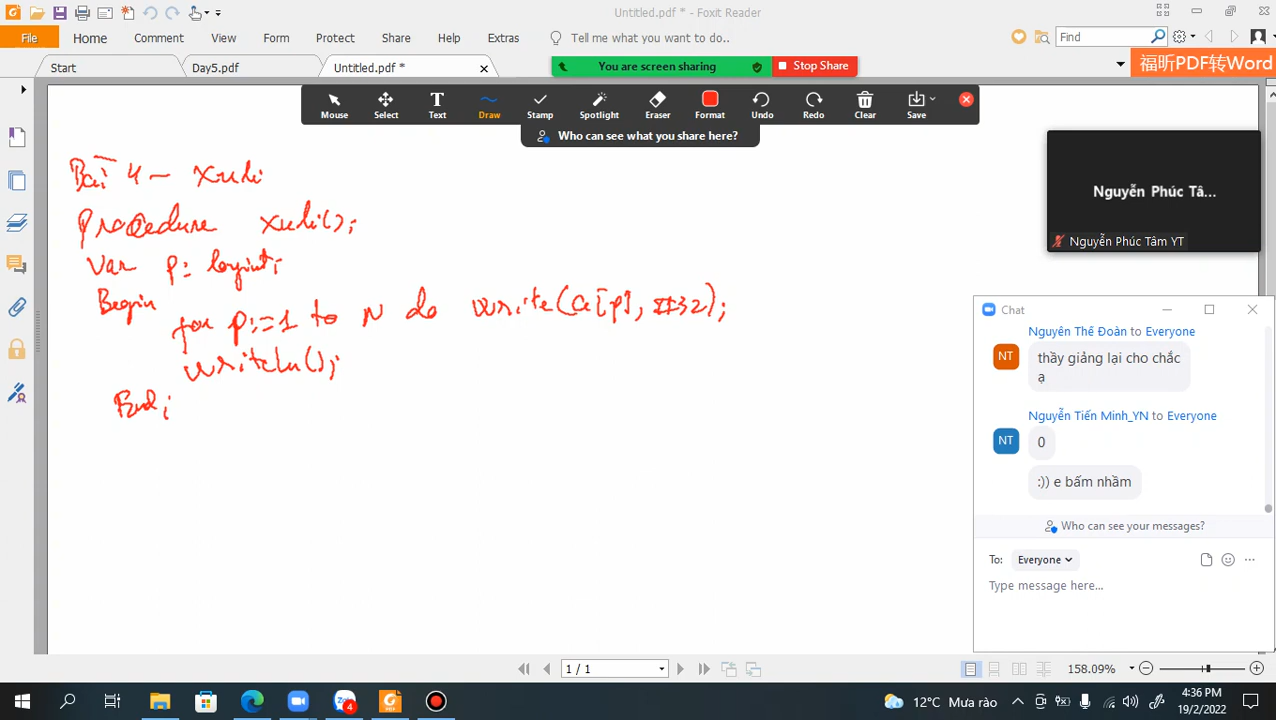 Untitled.pdf * - Foxit Reader
File Home Comment View Form Protect Share Help Extras Tell me what you want to do.. Find
Start Day5.pdf Untitled.pdf * You are screen sharing Stop Share 福昕PDF转Word
Mouse Select Text Draw Stamp Spotlight Eraser Format Undo Redo Clear Save
Who can see what you share here?
Bài 4 - xuli
procedure xuli();
Var p: longint;
Begin
for p:=1 to N do write(a[p], #32);
writeln();
End;
Nguyễn Phúc Tâ...
Nguyễn Phúc Tâm YT
Chat
Nguyên Thế Đoàn to Everyone
NT thầy giảng lại cho chắc
ạ
Nguyễn Tiến Minh_YN to Everyone
NT 0
:)) e bấm nhầm
Who can see your messages?
To: Everyone
Type message here...
1 / 1 158.09%
4 12°C Mưa rào 4:36 PM
19/2/2022